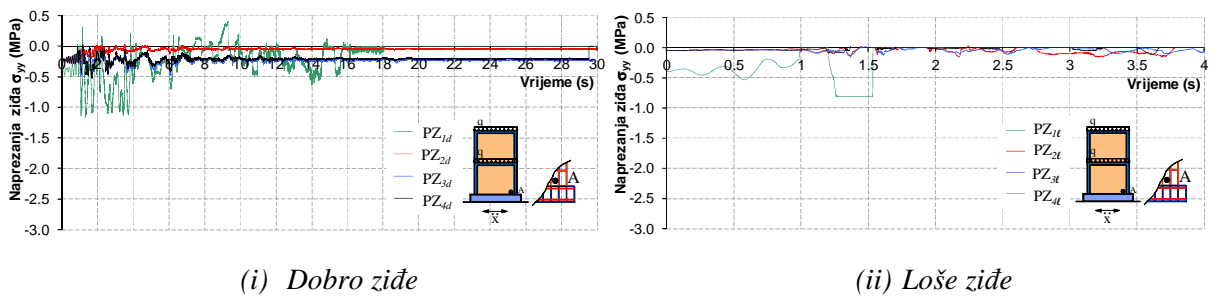 Naprezanja ziđa σyy (MPa)
0.5
0.0
-0.5
-1.0
-1.5
-2.0
-2.5
-3.0
0 2 4 6 8 10 12 14 16 18 20 22 24 26 28 30
Vrijeme (s)
PZ1d
PZ2d
PZ3d
PZ4d
q
q
A
ẍ
A
(i) Dobro ziđe
Naprezanja ziđa σyy (MPa)
0.5
0.0
-0.5
-1.0
-1.5
-2.0
-2.5
-3.0
0 0.5 1 1.5 2 2.5 3 3.5 4
Vrijeme (s)
PZ1ℓ
PZ2ℓ
PZ3ℓ
PZ4ℓ
q
q
A
ẍ
A
(ii) Loše ziđe